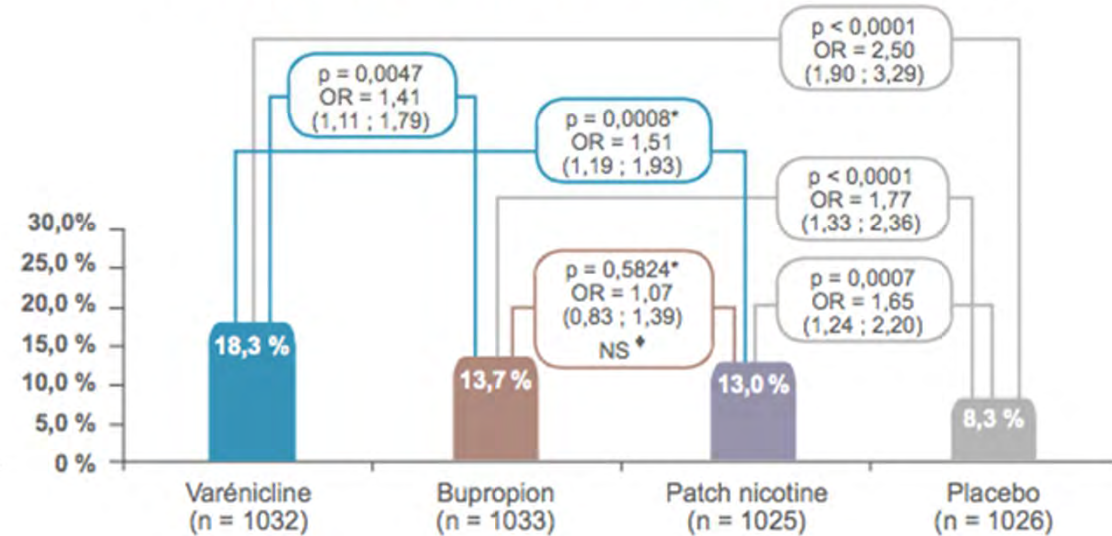 p < 0,0001
OR = 2,50
(1,90 ; 3,29)
p = 0,0047
OR = 1,41
(1,11 ; 1,79)
p = 0,0008*
OR = 1,51
(1,19 ; 1,93)
p < 0,0001
OR = 1,77
(1,33 ; 2,36)
p = 0,5824*
OR = 1,07
(0,83 ; 1,39)
NS ♦
p = 0,0007
OR = 1,65
(1,24 ; 2,20)
30,0%
25,0 %
20,0 %
15,0 %
10,0 %
5,0 %
0 %
18,3 %
13,7 %
13,0 %
8,3 %
Varénicline
(n = 1032)
Bupropion
(n = 1033)
Patch nicotine
(n = 1025)
Placebo
(n = 1026)